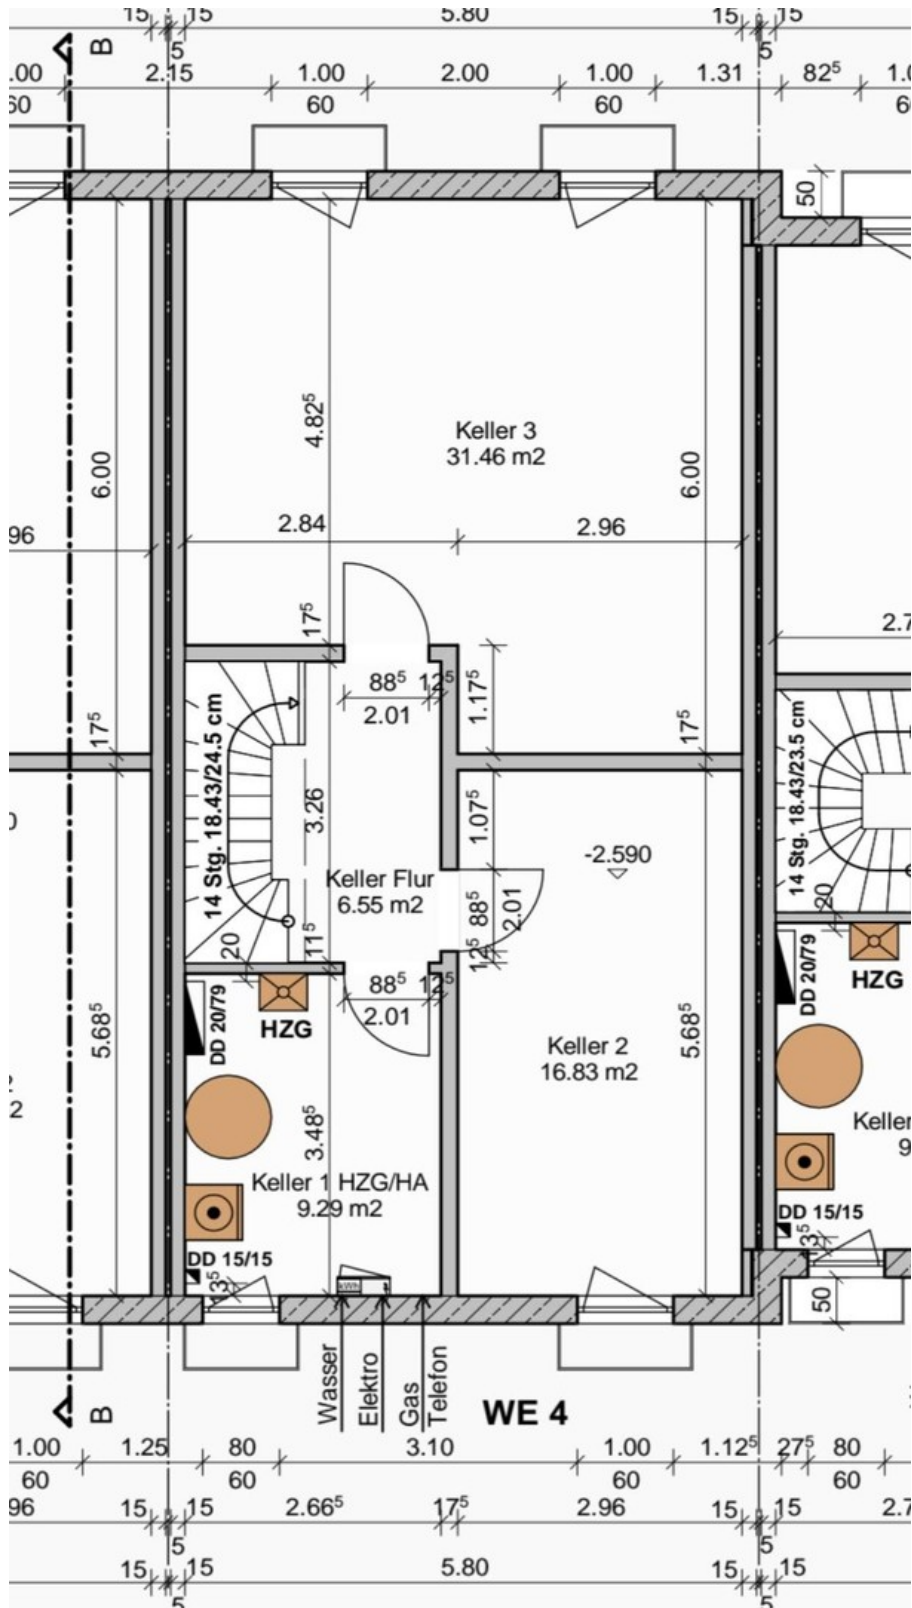 15 15 5.80 15 15
5 5
B
.00 2.15 1.00 2.00 1.00 1.31 82⁵ 1.0
60 60 60 6
50
4.82⁵
Keller 3
31.46 m2
6.00
6.00
96
2.84 2.96
17⁵
88⁵ 12⁵
2.01
1.17⁵
2.7
17⁵
17⁵
14 Stg. 18.43/24.5 cm
3.26
1.07⁵
14 Stg. 18.43/23.5 cm
-2.590
Keller Flur
6.55 m2
88⁵
2.01
12⁵
20
11⁵
20
88⁵ 12⁵
2.01
DD 20/79
HZG
DD 20/79
HZG
5.68⁵
Keller 2
16.83 m2
5.68⁵
2
3.48⁵
Keller
9
Keller 1 HZG/HA
9.29 m2
DD 15/15
13⁵
kWh
DD 15/15
13⁵
50
Wasser
Elektro
Gas
Telefon
WE 4
B
1.00 1.25 80 3.10 1.00 1.12⁵ 27⁵ 80
60 60 60 60
96 15 15 2.66⁵ 17⁵ 2.96 15 15 2.7
5 5
15 15 5.80 15 15
5 5